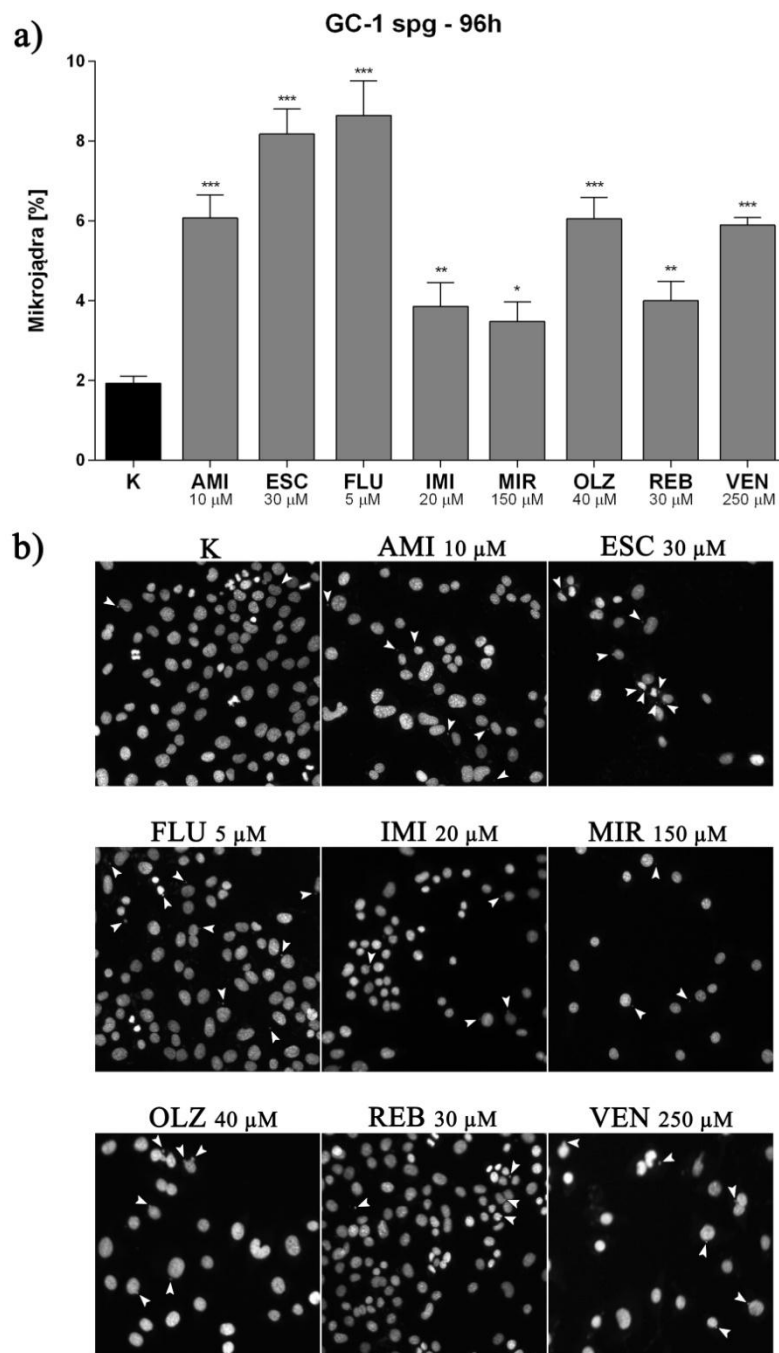 a)
GC-1 spg - 96h
Mikrojądra [%]
10
8
6
4
2
0
*** *** *** ** * *** ** ***
K AMI ESC FLU IMI MIR OLZ REB VEN
10 µM 30 µM 5 µM 20 µM 150 µM 40 µM 30 µM 250 µM
b)
K AMI 10 µM ESC 30 µM
FLU 5 µM IMI 20 µM MIR 150 µM
OLZ 40 µM REB 30 µM VEN 250 µM